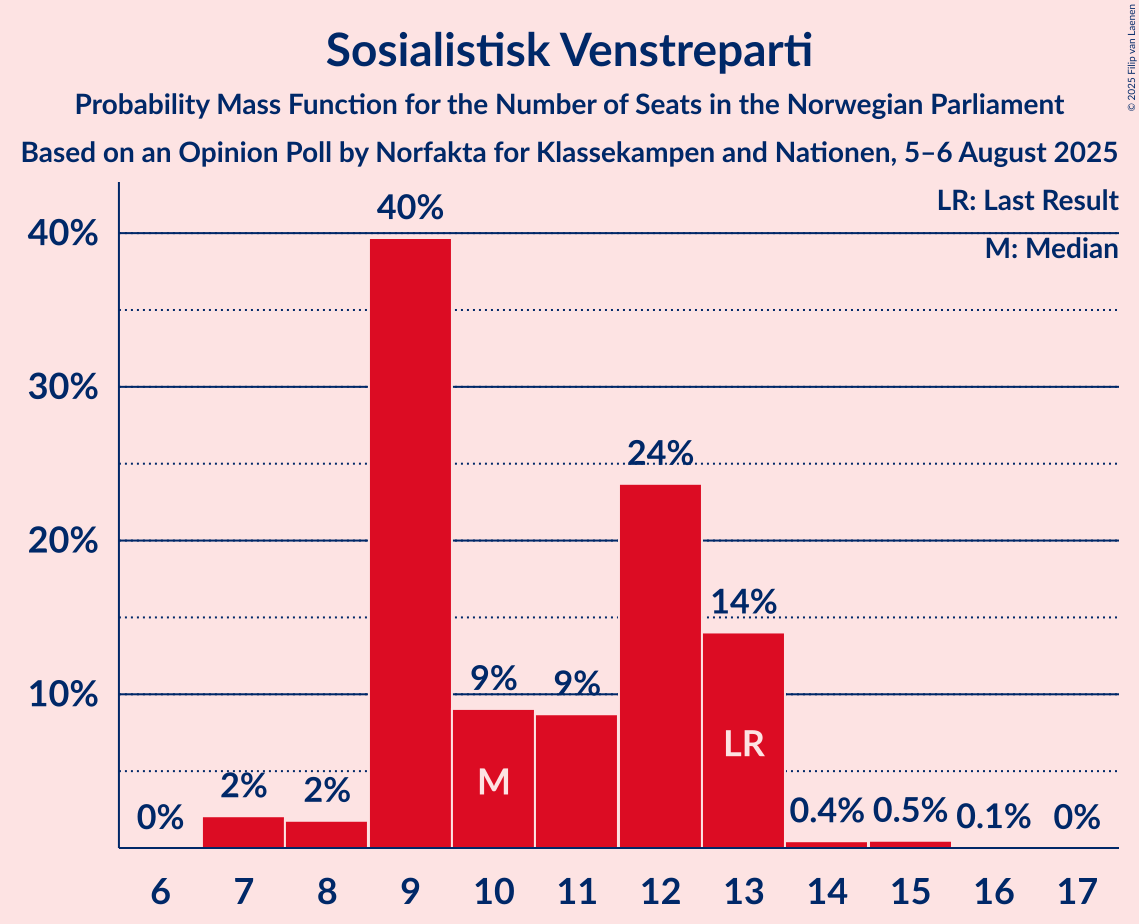 Sosialistisk Venstreparti
Probability Mass Function for the Number of Seats in the Norwegian Parliament
Based on an Opinion Poll by Norfakta for Klassekampen and Nationen, 5–6 August 2025
© 2025 Filip van Laenen
LR: Last Result
M: Median
40%
30%
20%
10%
0%
2%
2%
40%
9%
9%
24%
14%
0.4%
0.5%
0.1%
0%
M
LR
6 7 8 9 10 11 12 13 14 15 16 17